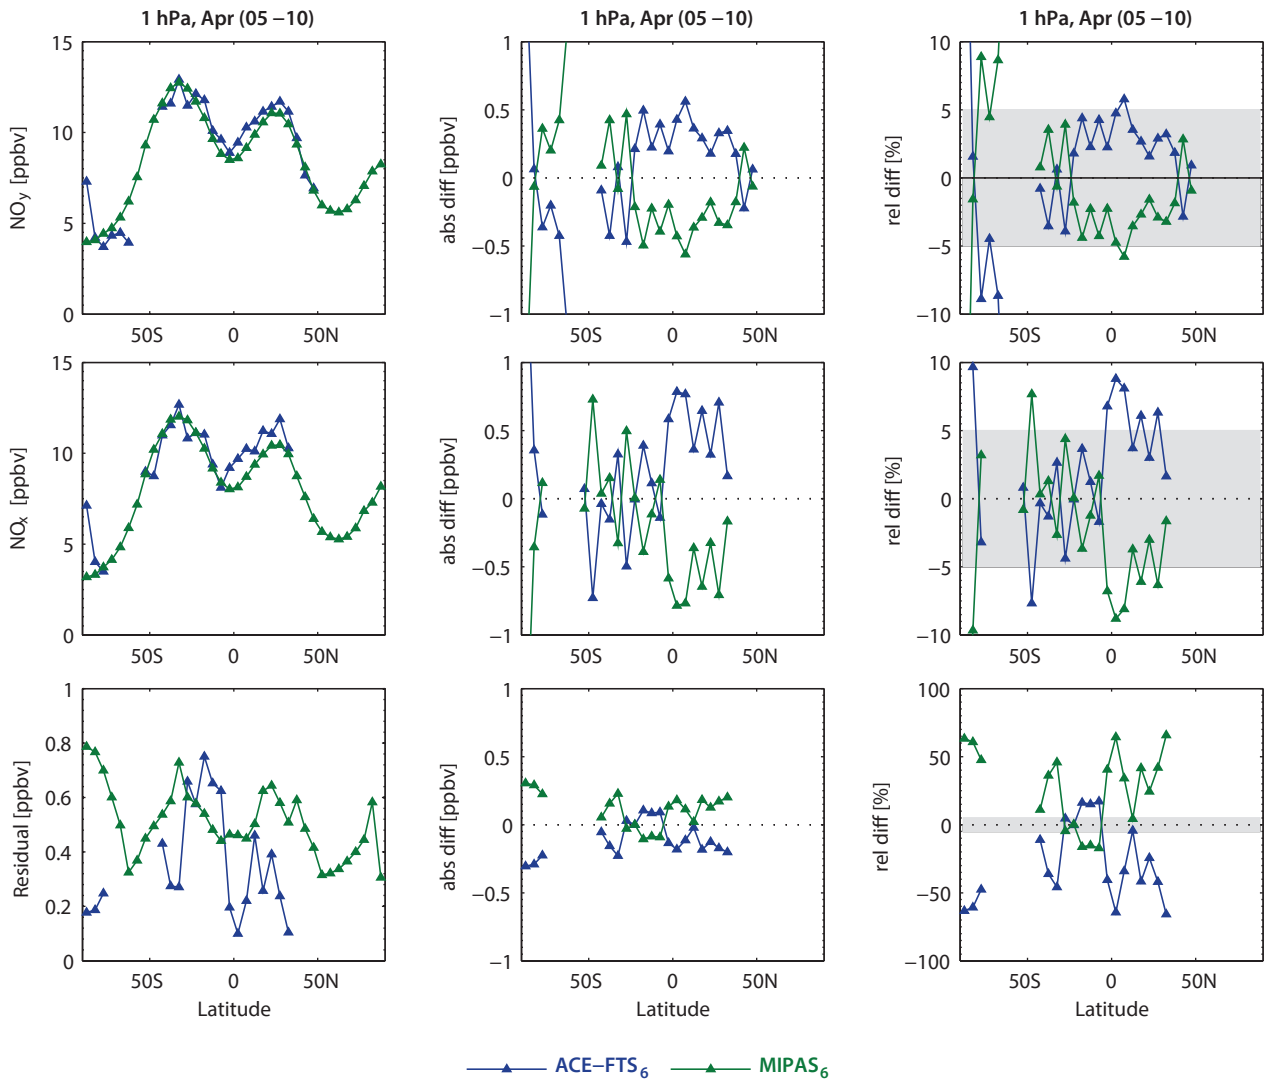 1 hPa, Apr (05 −10)
1 hPa, Apr (05 −10)
1 hPa, Apr (05 −10)
NOy [ppbv]
15
10
5
0
50S 0 50N
abs diff [ppbv]
1
0.5
0
−0.5
−1
50S 0 50N
rel diff [%]
10
5
0
−5
−10
50S 0 50N
NOx [ppbv]
15
10
5
0
50S 0 50N
abs diff [ppbv]
1
0.5
0
−0.5
−1
50S 0 50N
rel diff [%]
10
5
0
−5
−10
50S 0 50N
Residual [ppbv]
1
0.8
0.6
0.4
0.2
0
50S 0 50N
Latitude
abs diff [ppbv]
1
0.5
0
−0.5
−1
50S 0 50N
Latitude
rel diff [%]
100
50
0
−50
−100
50S 0 50N
Latitude
ACE−FTS6 MIPAS6